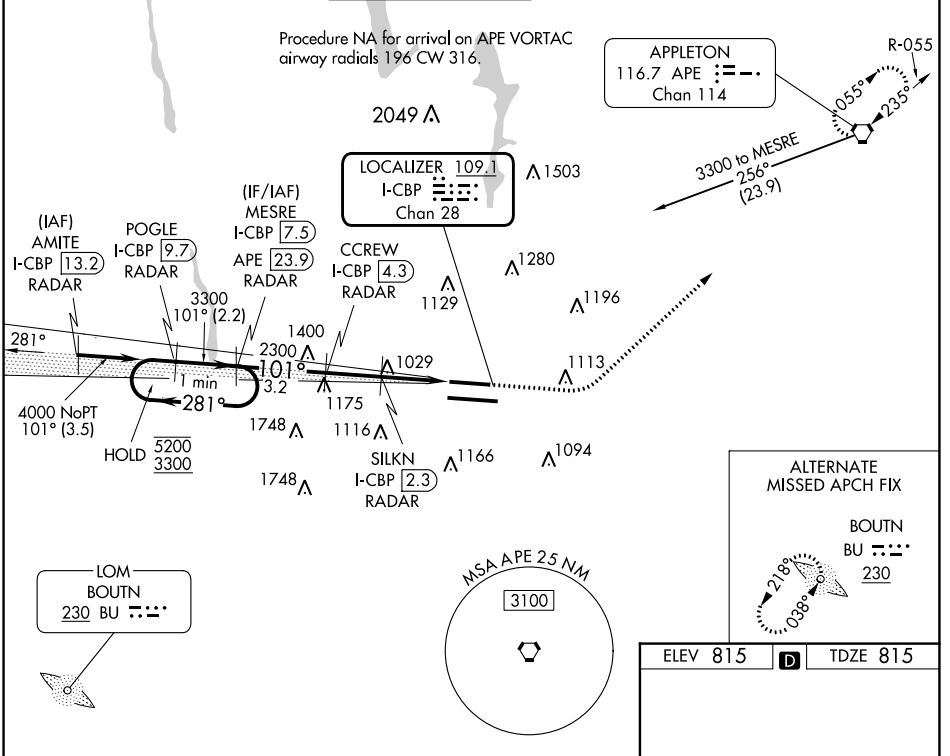 Procedure NA for arrival on APE VORTAC
airway radials 196 CW 316.
APPLETON
116.7 APE
Chan 114
R-055
055°
235°
2049
3300 to MESRE
256°
(23.9)
LOCALIZER 109.1
I-CBP
Chan 28
1503
(IAF)
AMITE
I-CBP 13.2
RADAR
POGLE
I-CBP 9.7
RADAR
(IF/IAF)
MESRE
I-CBP 7.5
APE 23.9
RADAR
CCREW
I-CBP 4.3
RADAR
1280
1129
1196
3300
101° (2.2)
1400
281°
2300
101°
3.2
1029
1113
1 min
281°
1175
4000 NoPT
101° (3.5)
HOLD 5200
3300
1748
1116
1748
SILKN
I-CBP 2.3
RADAR
1166
1094
ALTERNATE
MISSED APCH FIX
BOUTN
BU
230
218°
038°
LOM
BOUTN
230 BU
MSA APE 25 NM
3100
ELEV 815 D TDZE 815